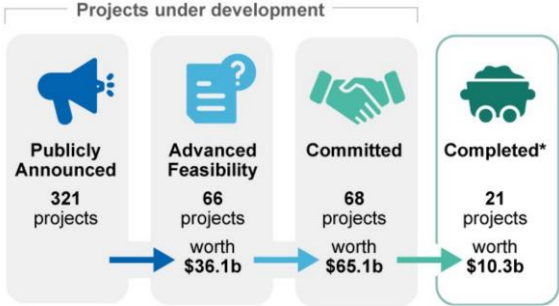 Projects under development
Publicly
Announced
321
projects
Advanced
Feasibility
66
projects
worth
$36.1b
Committed
68
projects
worth
$65.1b
Completed*
21
projects
worth
$10.3b